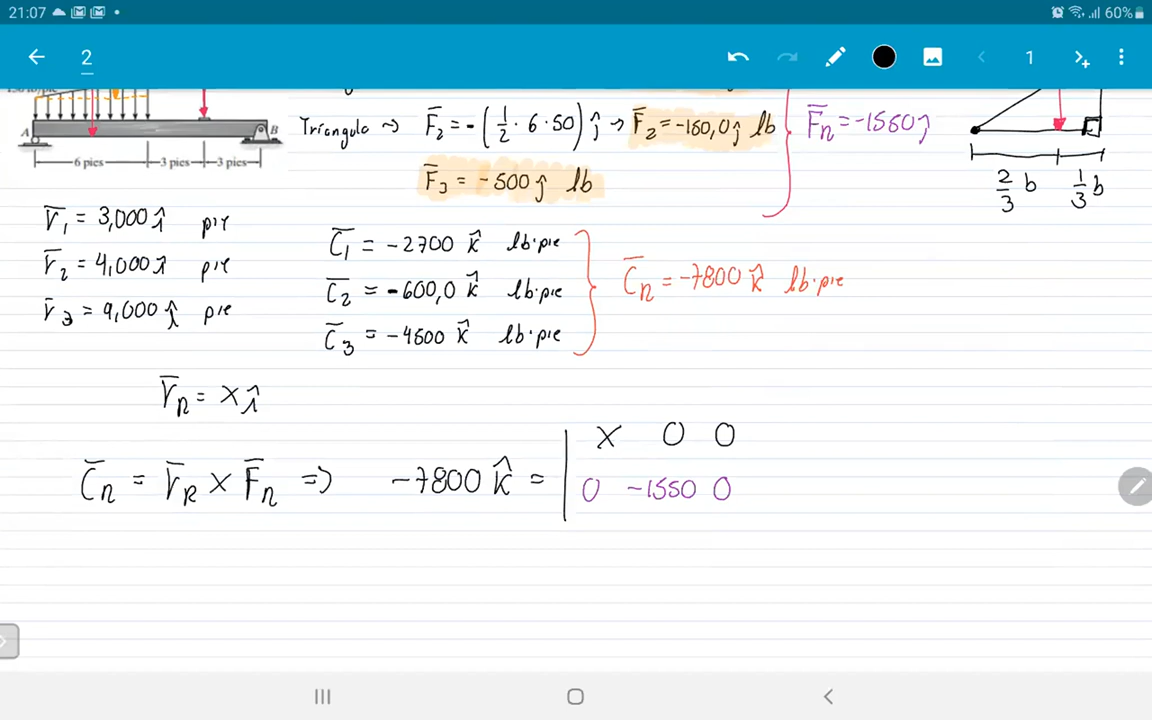 21:07 60%
2 1
A B
6 pies 3 pies 3 pies
Triángulo ~> F̄₂ = -(1/2 · 6 · 50) ĵ → F̄₂ = -150,0 ĵ lb
F̄₃ = -500 ĵ lb
F̄R = -1550 ĵ
2/3 b 1/3 b
r̄₁ = 3,000 î pie
r̄₂ = 4,000 î pie
r̄₃ = 9,000 î pie
C̄₁ = -2700 k̂ lb·pie
C̄₂ = -600,0 k̂ lb·pie
C̄₃ = -4500 k̂ lb·pie
C̄R = -7800 k̂ lb·pie
r̄R = x î
C̄R = r̄R × F̄R => -7800 k̂ =
x 0 0
0 -1550 0